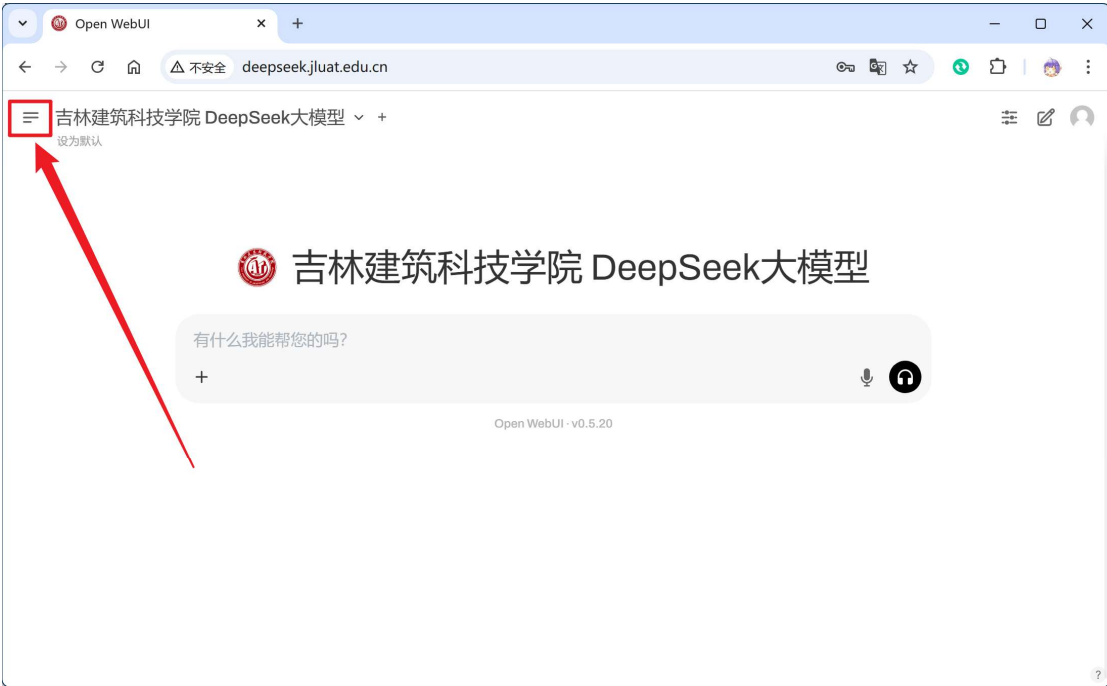 Open WebUI
不安全 deepseek.jluat.edu.cn
吉林建筑科技学院 DeepSeek大模型
设为默认
吉林建筑科技学院 DeepSeek大模型
有什么我能帮您的吗?
Open WebUI · v0.5.20
?